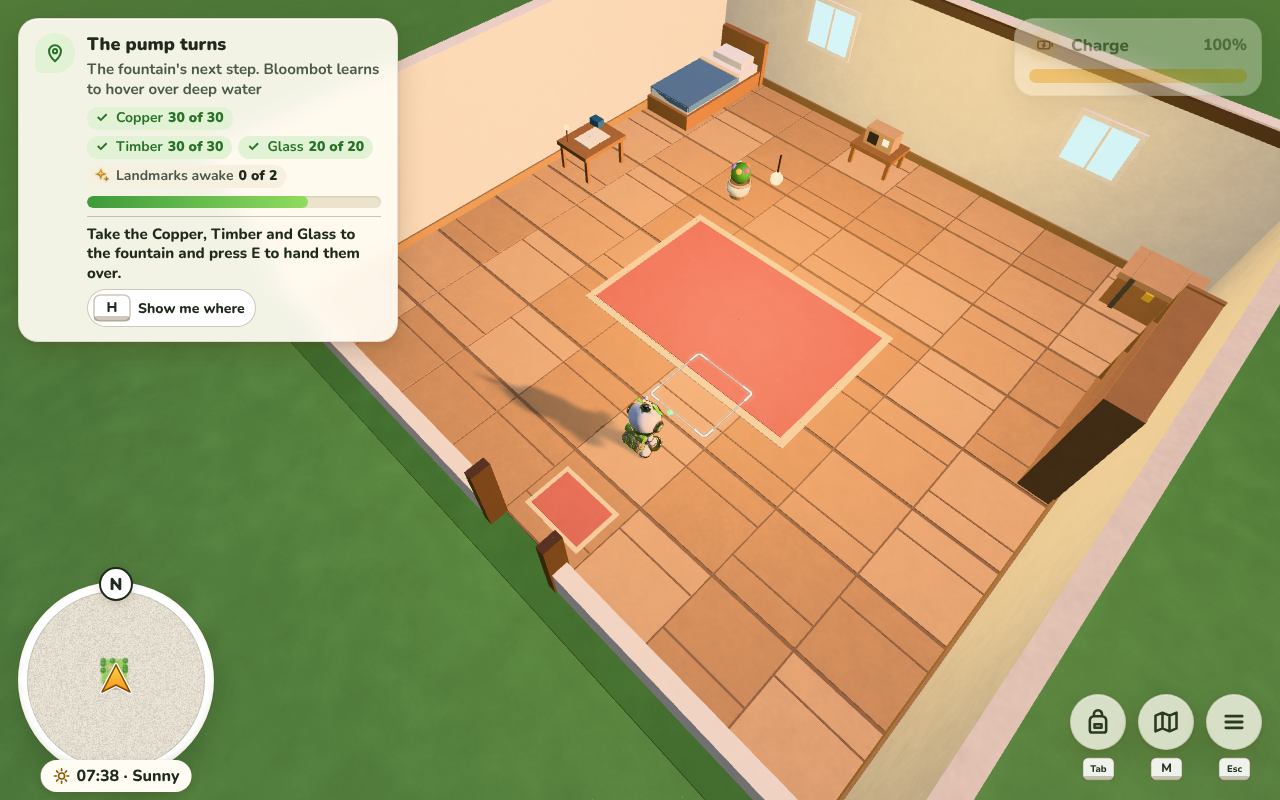 The pump turns
The fountain's next step. Bloombot learns
to hover over deep water
Copper 30 of 30
Timber 30 of 30 Glass 20 of 20
Landmarks awake 0 of 2
Take the Copper, Timber and Glass to
the fountain and press E to hand them
over.
H Show me where
Charge 100%
N
07:38 · Sunny
Tab M Esc